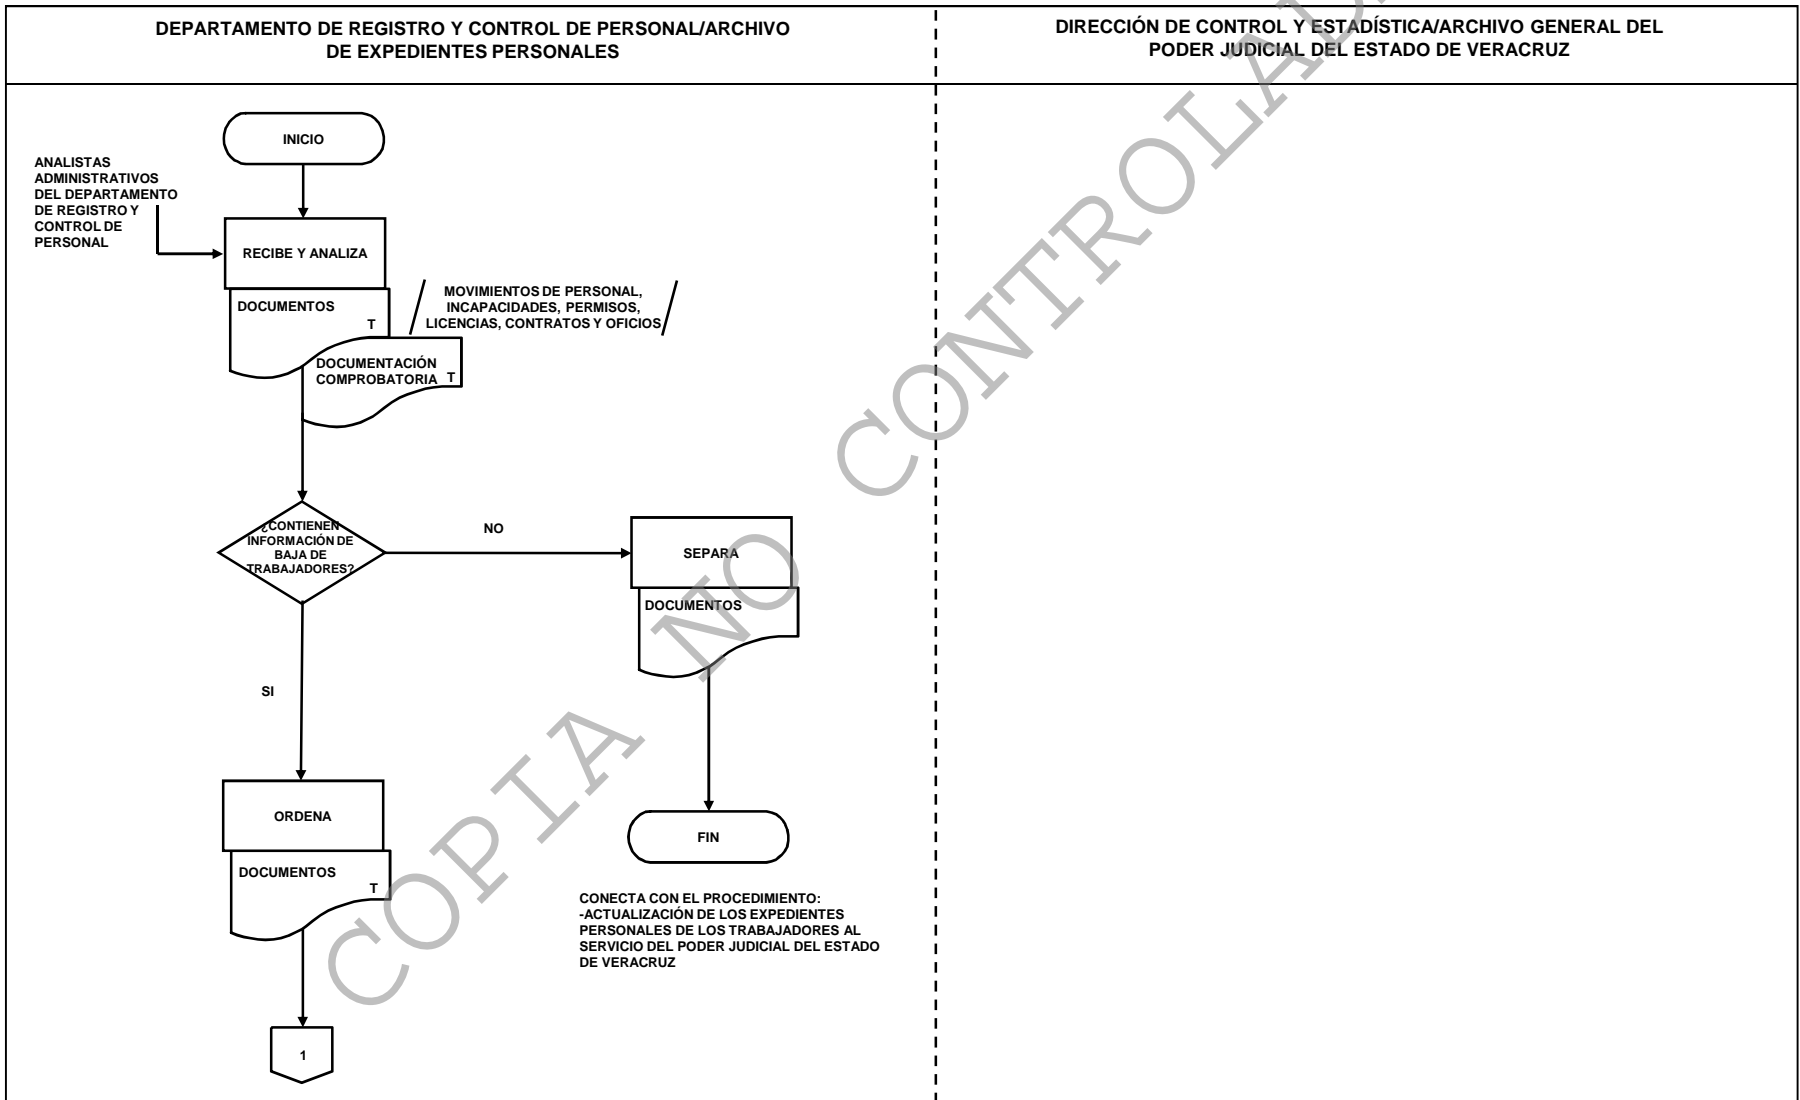 DEPARTAMENTO DE REGISTRO Y CONTROL DE PERSONAL/ARCHIVO
DE EXPEDIENTES PERSONALES
DIRECCIÓN DE CONTROL Y ESTADÍSTICA/ARCHIVO GENERAL DEL
PODER JUDICIAL DEL ESTADO DE VERACRUZ
INICIO
ANALISTAS
ADMINISTRATIVOS
DEL DEPARTAMENTO
DE REGISTRO Y
CONTROL DE
PERSONAL
RECIBE Y ANALIZA
DOCUMENTOS
T
MOVIMIENTOS DE PERSONAL,
INCAPACIDADES, PERMISOS,
LICENCIAS, CONTRATOS Y OFICIOS
DOCUMENTACIÓN
COMPROBATORIA T
¿CONTIENEN
INFORMACIÓN DE
BAJA DE
TRABAJADORES?
NO
SEPARA
DOCUMENTOS
SI
ORDENA
DOCUMENTOS
T
FIN
CONECTA CON EL PROCEDIMIENTO:
-ACTUALIZACIÓN DE LOS EXPEDIENTES
PERSONALES DE LOS TRABAJADORES AL
SERVICIO DEL PODER JUDICIAL DEL ESTADO
DE VERACRUZ
1
COPIA NO CONTROLAD